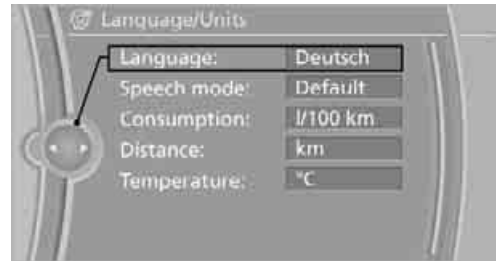 Language/Units
Language: Deutsch
Speech mode: Default
Consumption: l/100 km
Distance: km
Temperature: °C